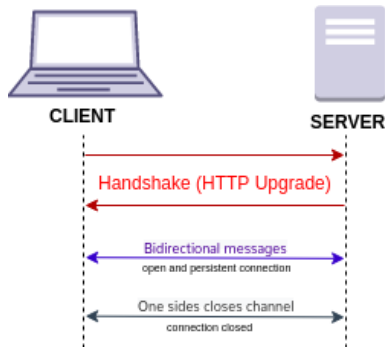 CLIENT
SERVER
Handshake (HTTP Upgrade)
Bidirectional messages
open and persistent connection
One sides closes channel
connection closed